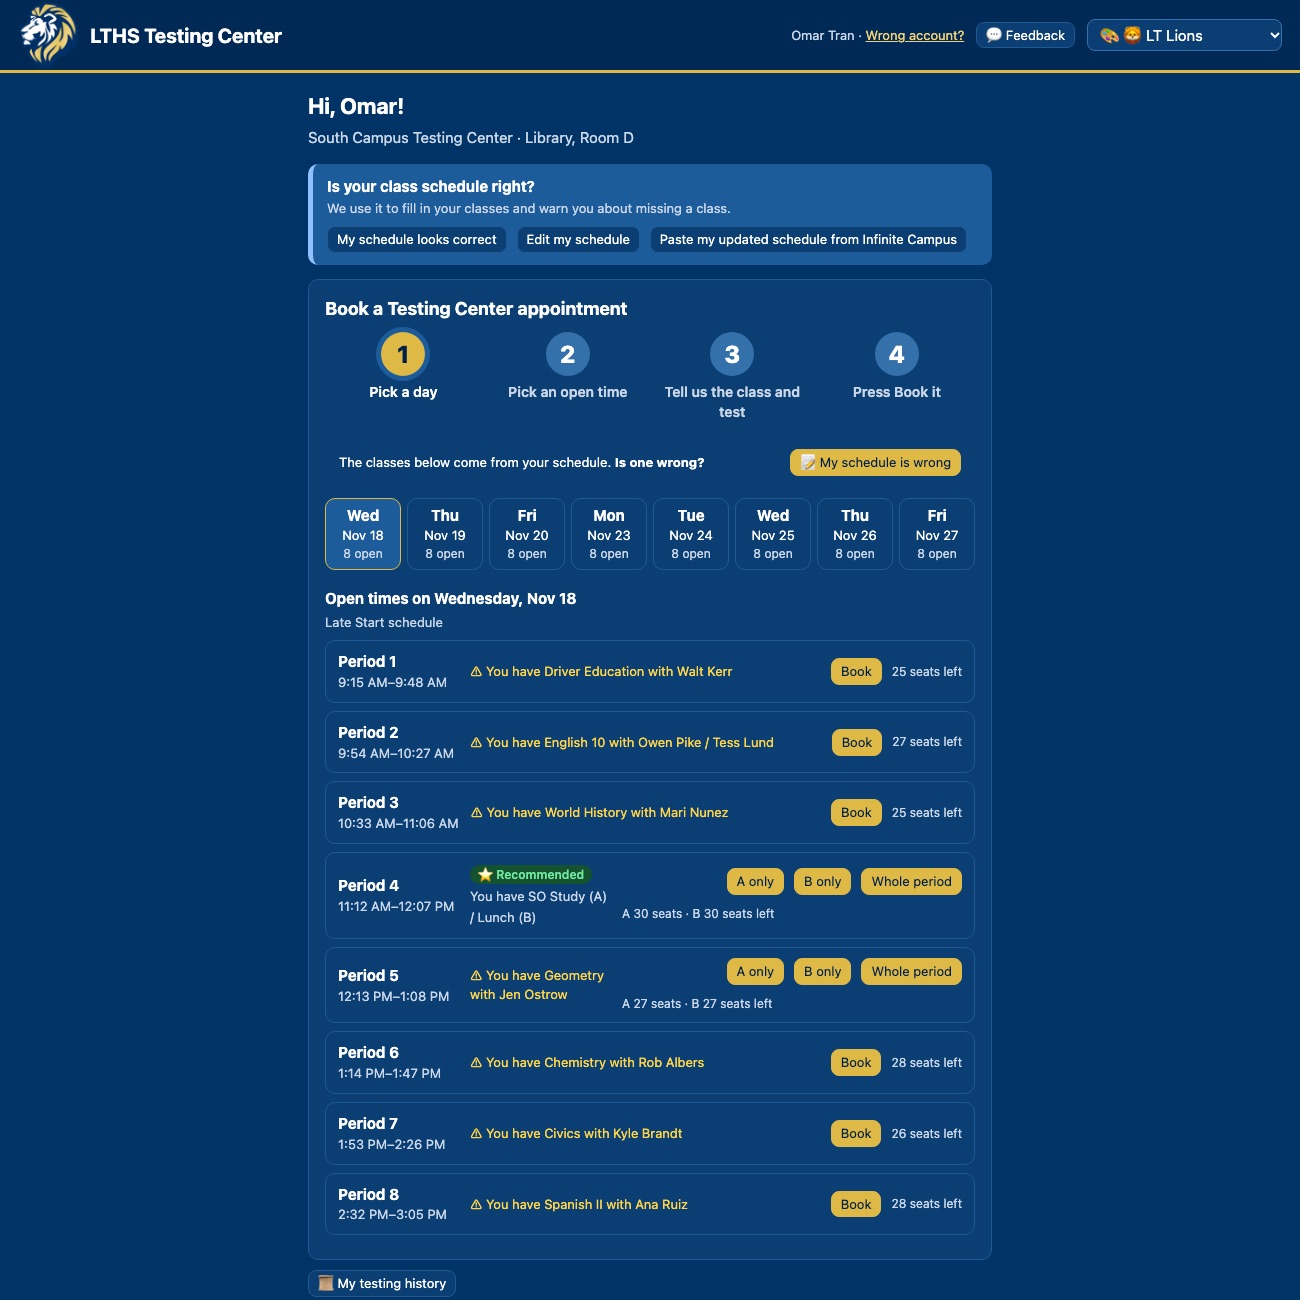 LTHS Testing Center
Omar Tran · Wrong account?
Feedback
LT Lions
Hi, Omar!
South Campus Testing Center · Library, Room D
Is your class schedule right?
We use it to fill in your classes and warn you about missing a class.
My schedule looks correct
Edit my schedule
Paste my updated schedule from Infinite Campus
Book a Testing Center appointment
1
Pick a day
2
Pick an open time
3
Tell us the class and
test
4
Press Book it
The classes below come from your schedule. Is one wrong?
My schedule is wrong
Wed
Nov 18
8 open
Thu
Nov 19
8 open
Fri
Nov 20
8 open
Mon
Nov 23
8 open
Tue
Nov 24
8 open
Wed
Nov 25
8 open
Thu
Nov 26
8 open
Fri
Nov 27
8 open
Open times on Wednesday, Nov 18
Late Start schedule
Period 1
9:15 AM–9:48 AM
⚠ You have Driver Education with Walt Kerr
Book
25 seats left
Period 2
9:54 AM–10:27 AM
⚠ You have English 10 with Owen Pike / Tess Lund
Book
27 seats left
Period 3
10:33 AM–11:06 AM
⚠ You have World History with Mari Nunez
Book
25 seats left
Period 4
11:12 AM–12:07 PM
⭐ Recommended
You have SO Study (A)
/ Lunch (B)
A only
B only
Whole period
A 30 seats · B 30 seats left
Period 5
12:13 PM–1:08 PM
⚠ You have Geometry
with Jen Ostrow
A only
B only
Whole period
A 27 seats · B 27 seats left
Period 6
1:14 PM–1:47 PM
⚠ You have Chemistry with Rob Albers
Book
28 seats left
Period 7
1:53 PM–2:26 PM
⚠ You have Civics with Kyle Brandt
Book
26 seats left
Period 8
2:32 PM–3:05 PM
⚠ You have Spanish II with Ana Ruiz
Book
28 seats left
My testing history